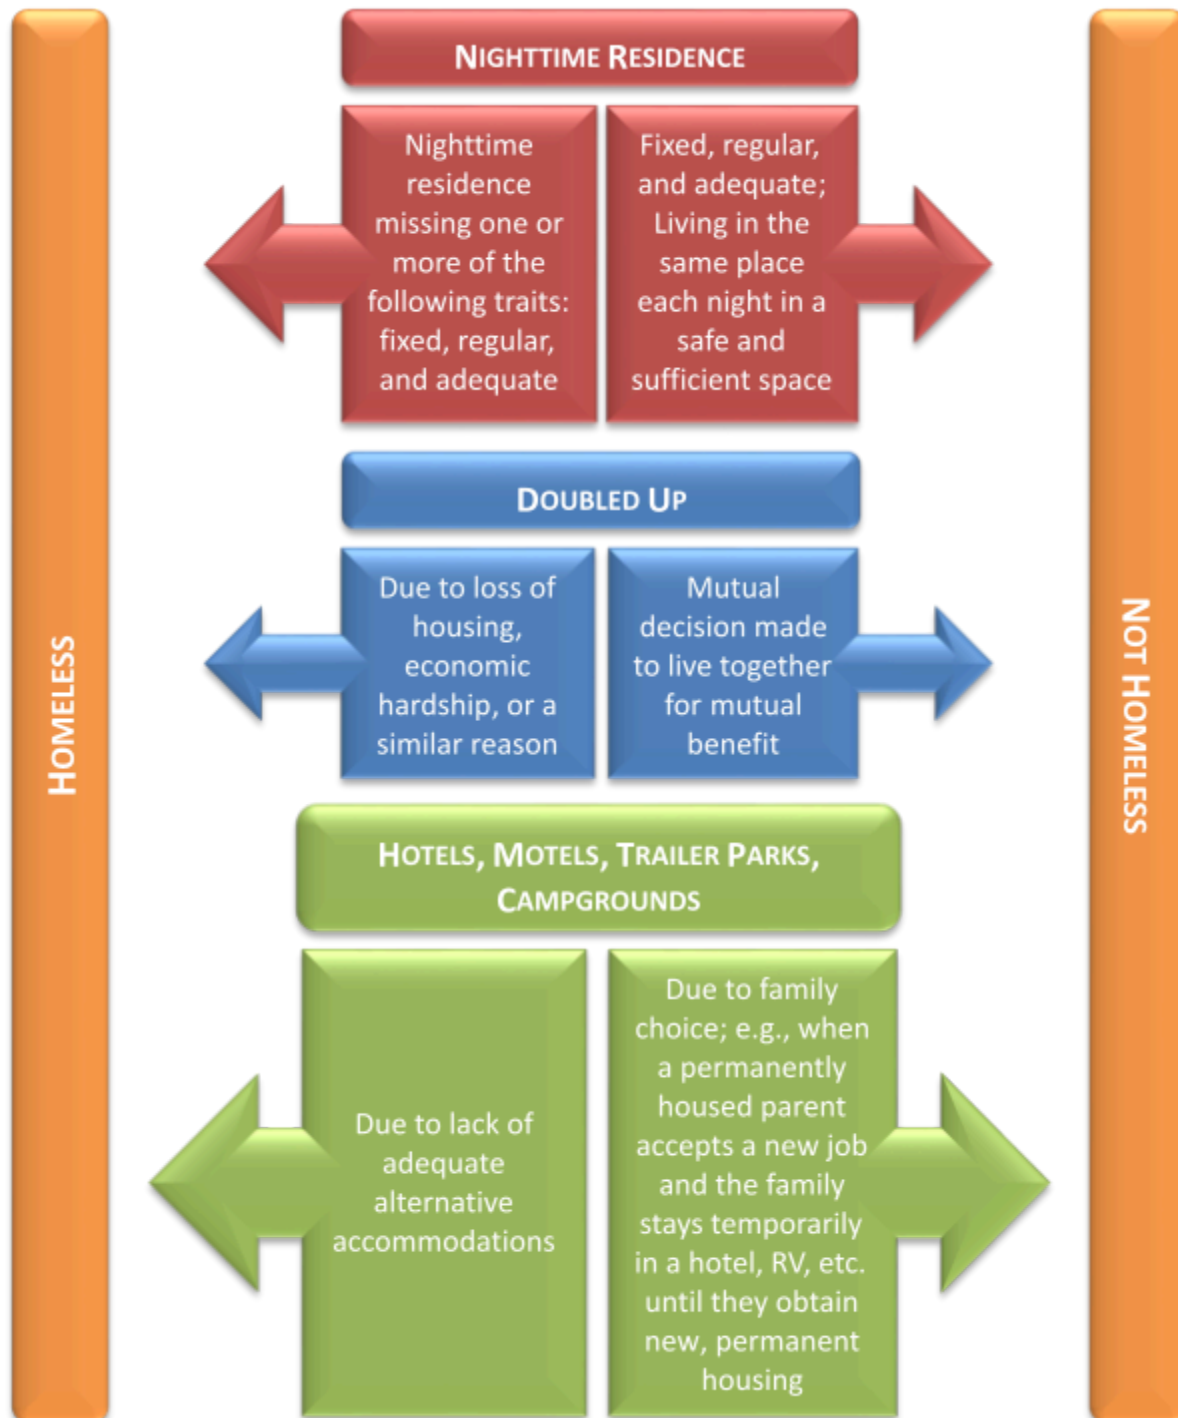 HOMELESS
NIGHTTIME RESIDENCE
Nighttime
residence
missing one or
more of the
following traits:
fixed, regular,
and adequate
Fixed, regular,
and adequate;
Living in the
same place
each night in a
safe and
sufficient space
DOUBLED UP
Due to loss of
housing,
economic
hardship, or a
similar reason
Mutual
decision made
to live together
for mutual
benefit
HOTELS, MOTELS, TRAILER PARKS,
CAMPGROUNDS
Due to lack of
adequate
alternative
accommodations
Due to family
choice; e.g., when
a permanently
housed parent
accepts a new job
and the family
stays temporarily
in a hotel, RV, etc.
until they obtain
new, permanent
housing
NOT HOMELESS